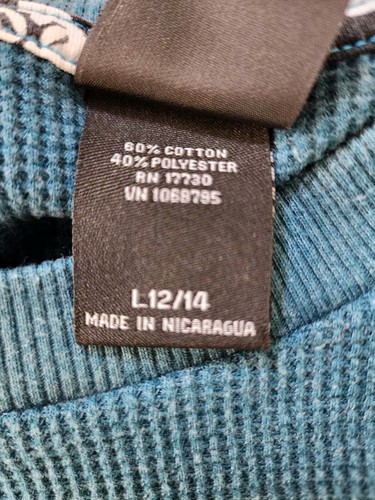 60% COTTON
40% POLYESTER
RN 17730
VN 1068795
L12/14
MADE IN NICARAGUA